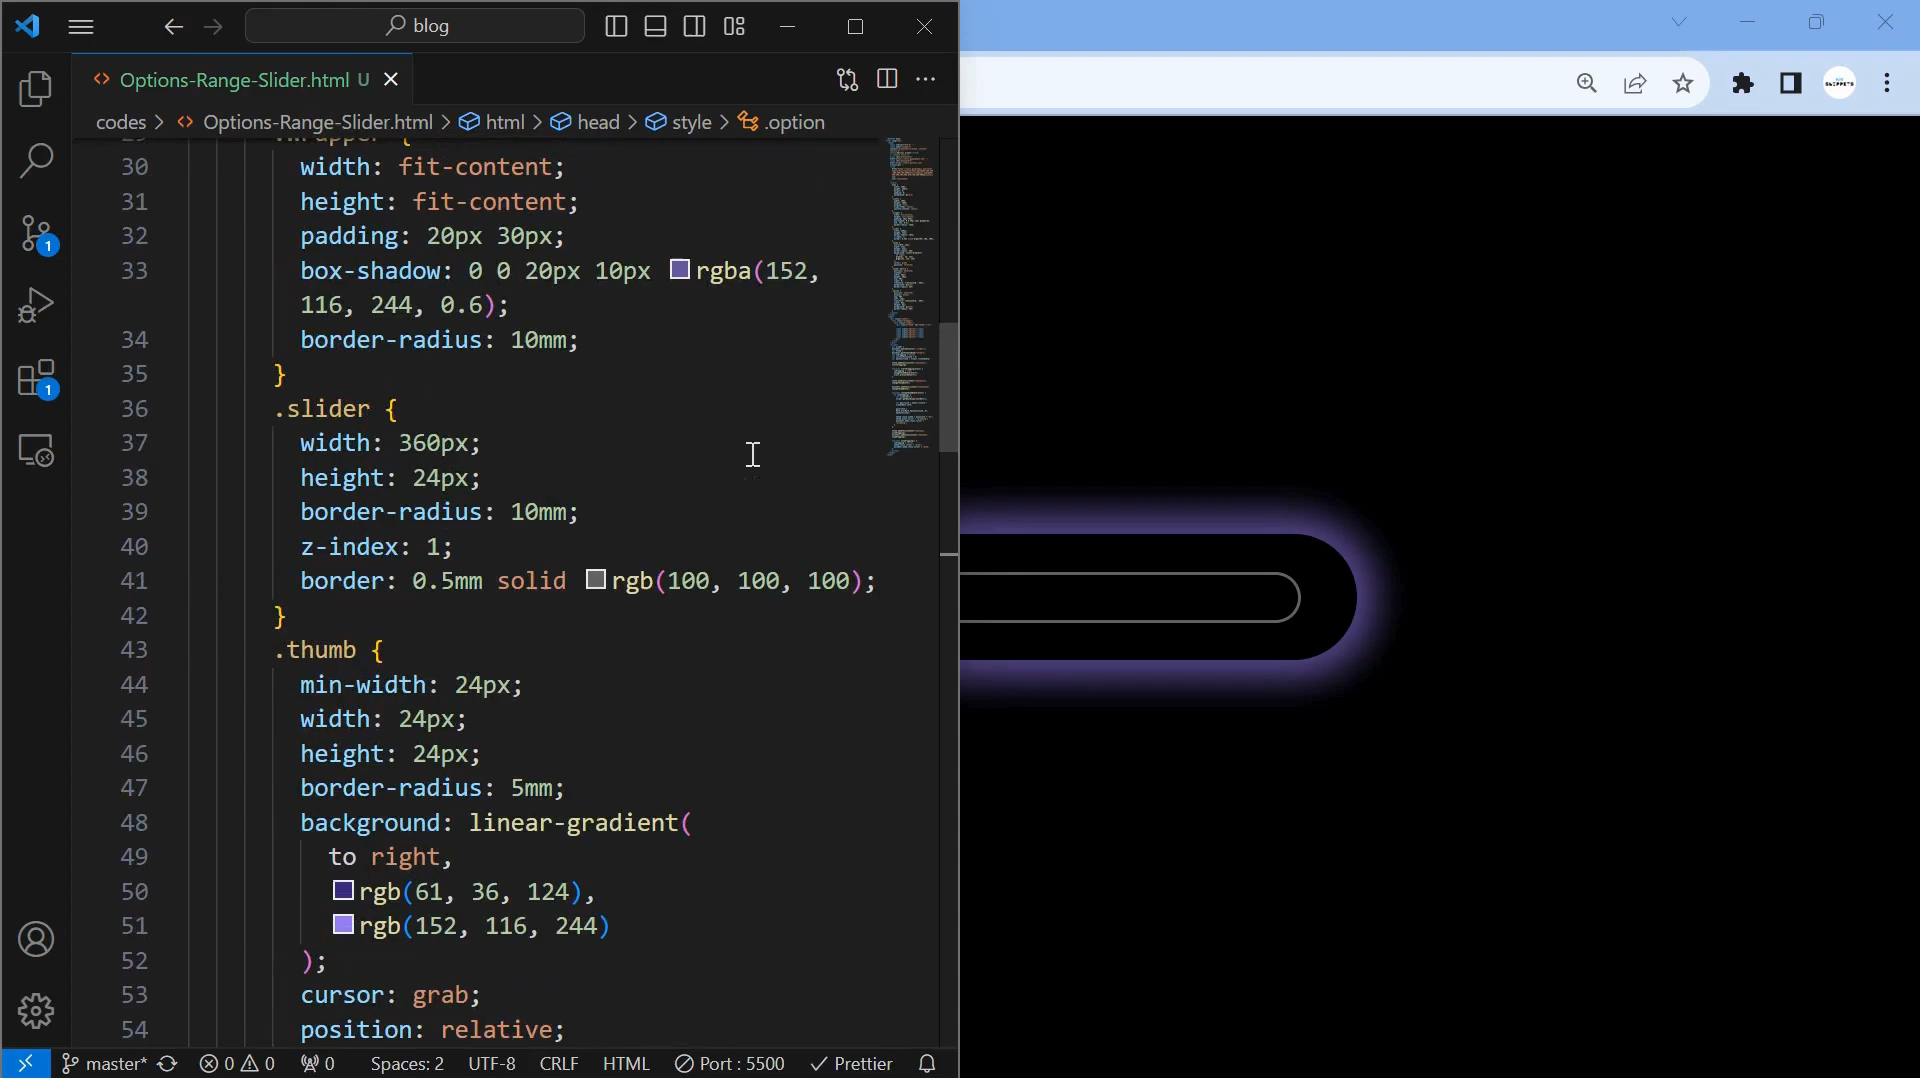 blog
Options-Range-Slider.html U
codes > Options-Range-Slider.html > html > head > style > .option
30 width: fit-content;
31 height: fit-content;
32 padding: 20px 30px;
33 box-shadow: 0 0 20px 10px rgba(152,
116, 244, 0.6);
34 border-radius: 10mm;
35 }
36 .slider {
37 width: 360px;
38 height: 24px;
39 border-radius: 10mm;
40 z-index: 1;
41 border: 0.5mm solid rgb(100, 100, 100);
42 }
43 .thumb {
44 min-width: 24px;
45 width: 24px;
46 height: 24px;
47 border-radius: 5mm;
48 background: linear-gradient(
49 to right,
50 rgb(61, 36, 124),
51 rgb(152, 116, 244)
52 );
53 cursor: grab;
54 position: relative;
1
1
master* 0 0 0 Spaces: 2 UTF-8 CRLF HTML Port : 5500 Prettier